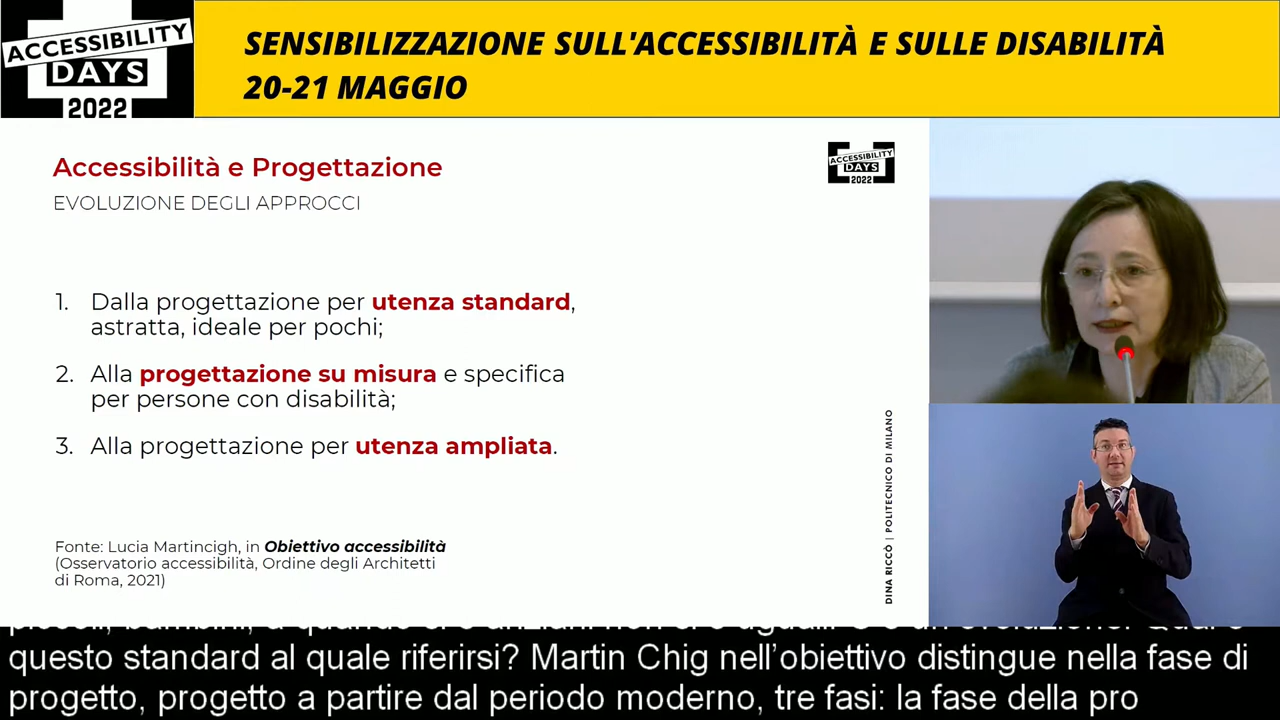 ACCESSIBILITY
DAYS
2022
SENSIBILIZZAZIONE SULL'ACCESSIBILITÀ E SULLE DISABILITÀ
20-21 MAGGIO
Accessibilità e Progettazione
EVOLUZIONE DEGLI APPROCCI
ACCESSIBILITY
DAYS
2022
1. Dalla progettazione per utenza standard,
astratta, ideale per pochi;
2. Alla progettazione su misura e specifica
per persone con disabilità;
3. Alla progettazione per utenza ampliata.
Fonte: Lucia Martincigh, in Obiettivo accessibilità
(Osservatorio accessibilità, Ordine degli Architetti
di Roma, 2021)
DINA RICCÒ | POLITECNICO DI MILANO
questo standard al quale riferirsi? Martin Chig nell'obiettivo distingue nella fase di
progetto, progetto a partire dal periodo moderno, tre fasi: la fase della pro